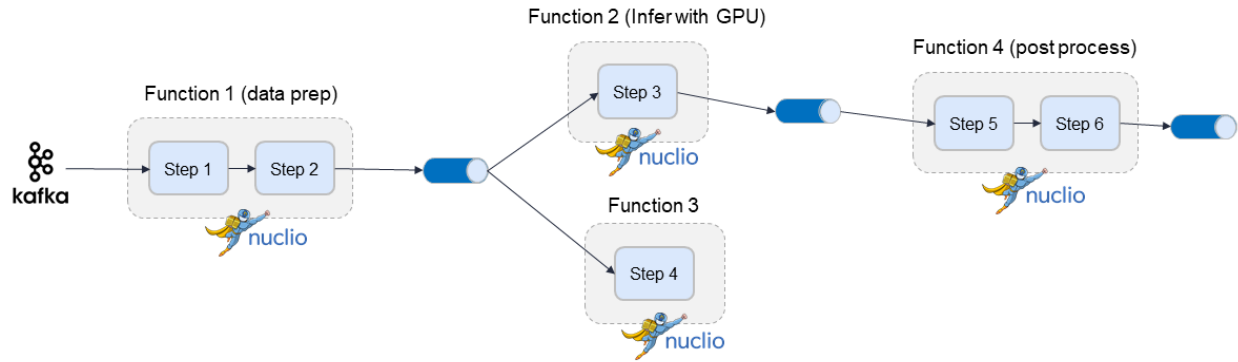 Function 2 (Infer with GPU)
Function 4 (post process)
Function 1 (data prep)
Step 3
Step 5
Step 6
nuclio
kafka
Step 1
Step 2
nuclio
nuclio
Function 3
Step 4
nuclio